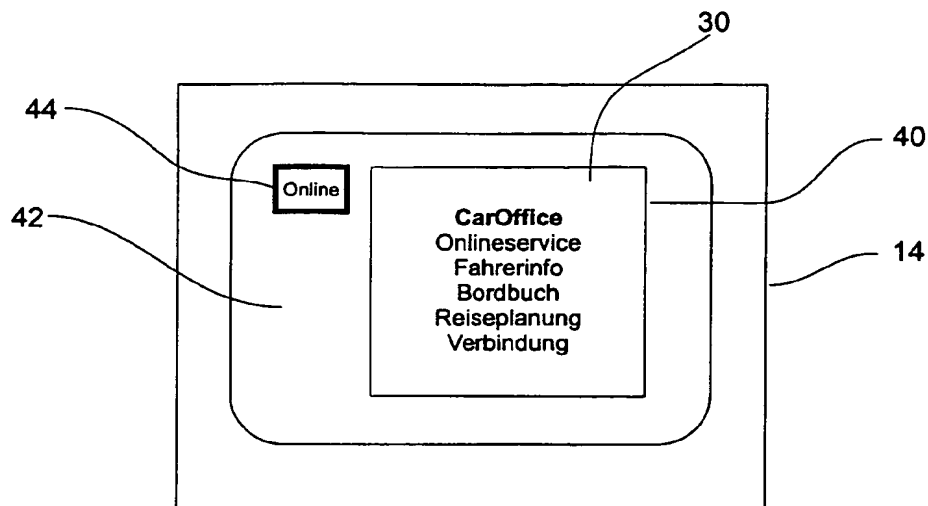 30
44
40
Online
42
CarOffice
Onlineservice
14
Fahrerinfo
Bordbuch
Reiseplanung
Verbindung